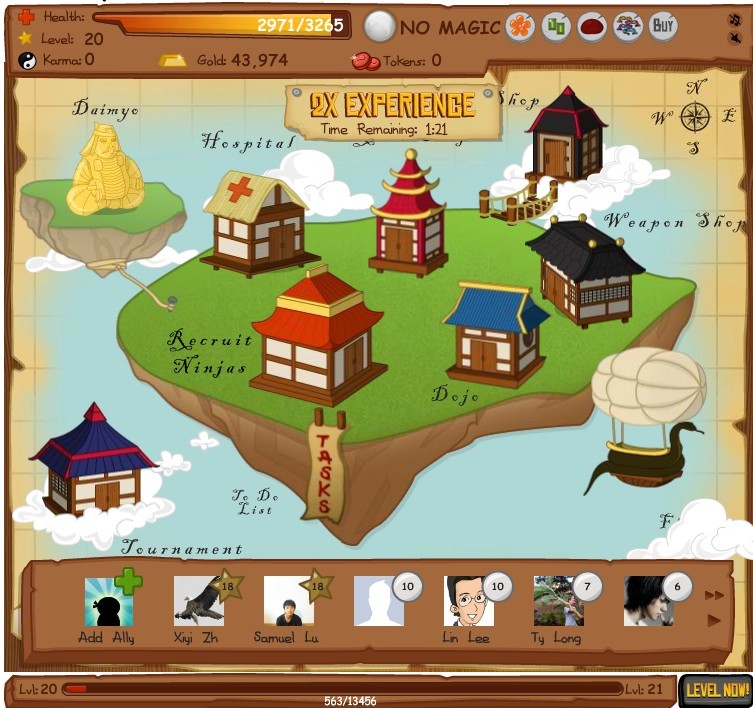 Health:
2971/3265
NO MAGIC
BUY
Level: 20
Karma: 0
Gold: 43,974
Tokens: 0
2X EXPERIENCE
Time Remaining: 1:21
Daimyo
Hospital
Shop
N
W
E
S
Weapon Shop
Recruit
Ninjas
Dojo
TASKS
To Do
List
Tournament
18
18
10
10
7
6
Add Ally
Xiyi Zh
Samuel Lu
Lin Lee
Ty Long
Lvl: 20
Lvl: 21
563/13456
LEVEL NOW!